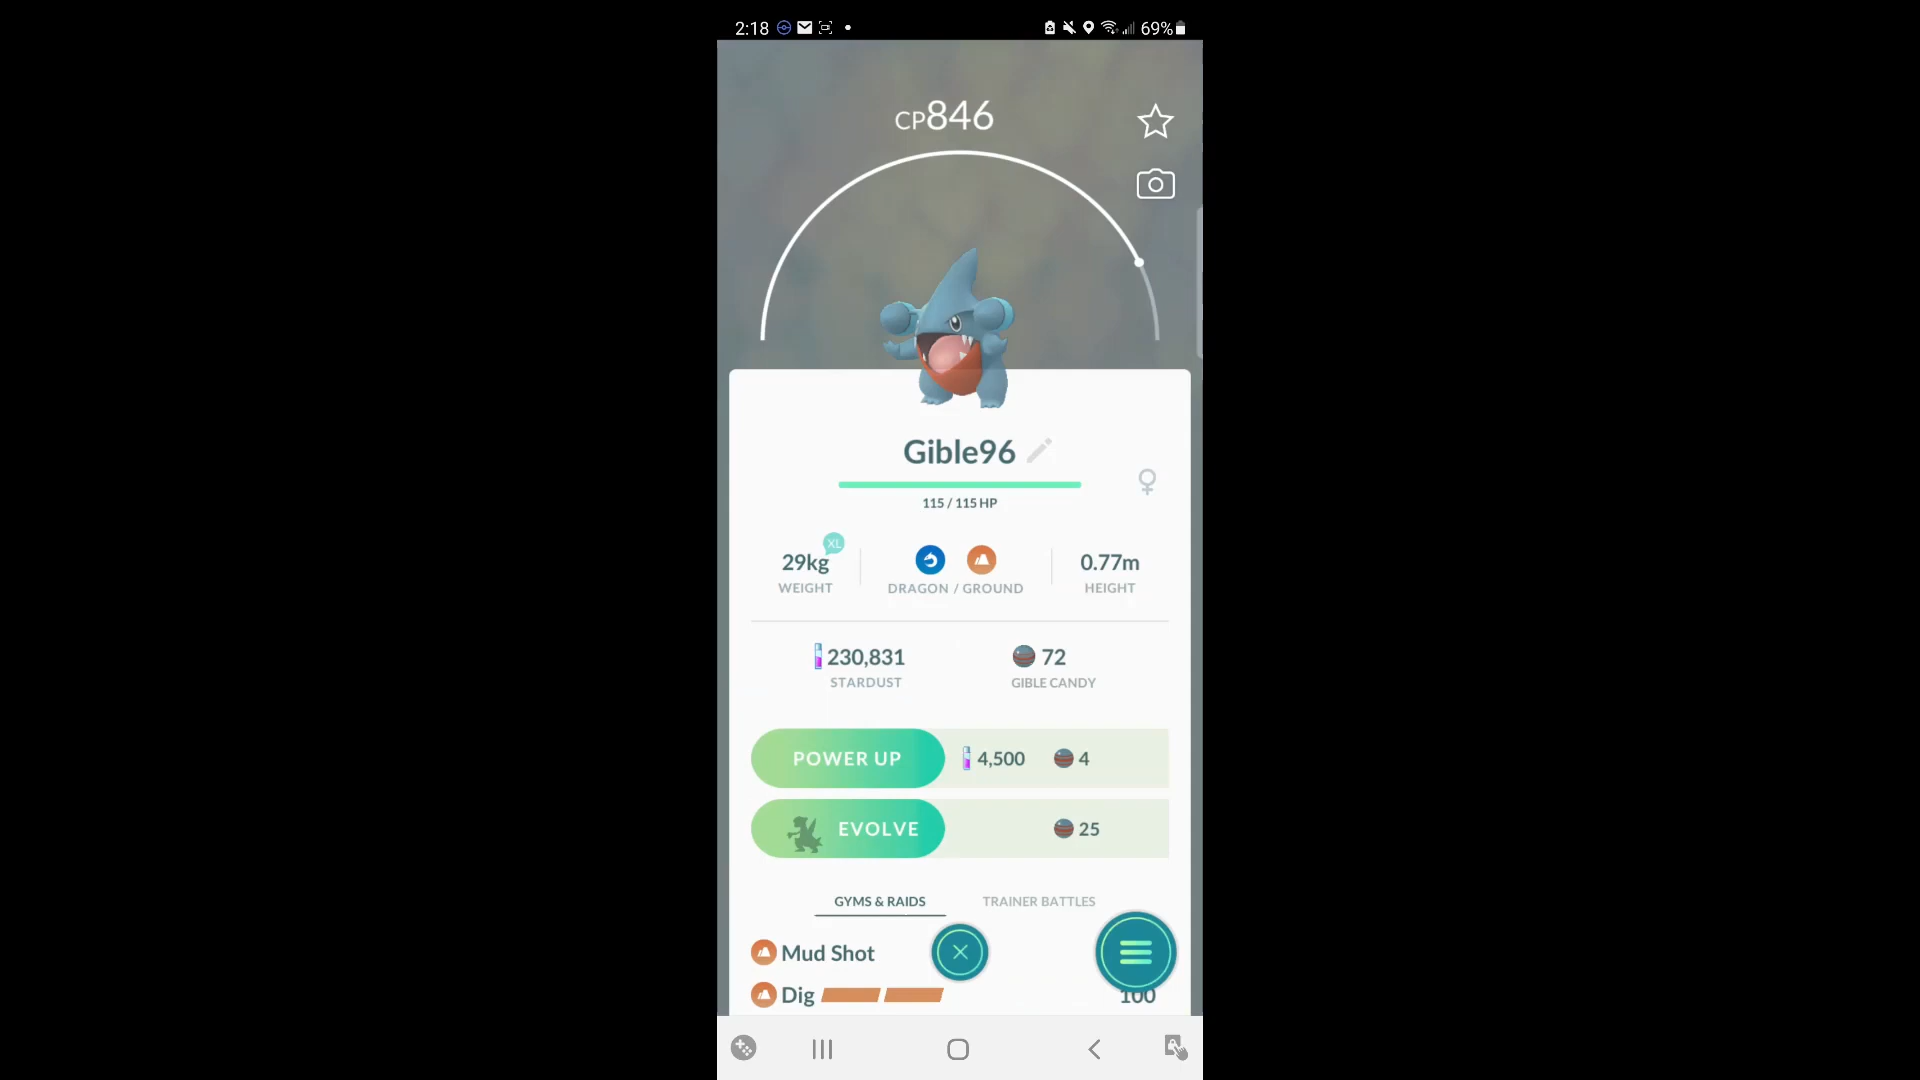 2:18 69%
CP846
Gible96
115 / 115 HP
XL
29kg 0.77m
WEIGHT DRAGON / GROUND HEIGHT
230,831 72
STARDUST GIBLE CANDY
POWER UP 4,500 4
EVOLVE 25
GYMS & RAIDS TRAINER BATTLES
Mud Shot
Dig 100